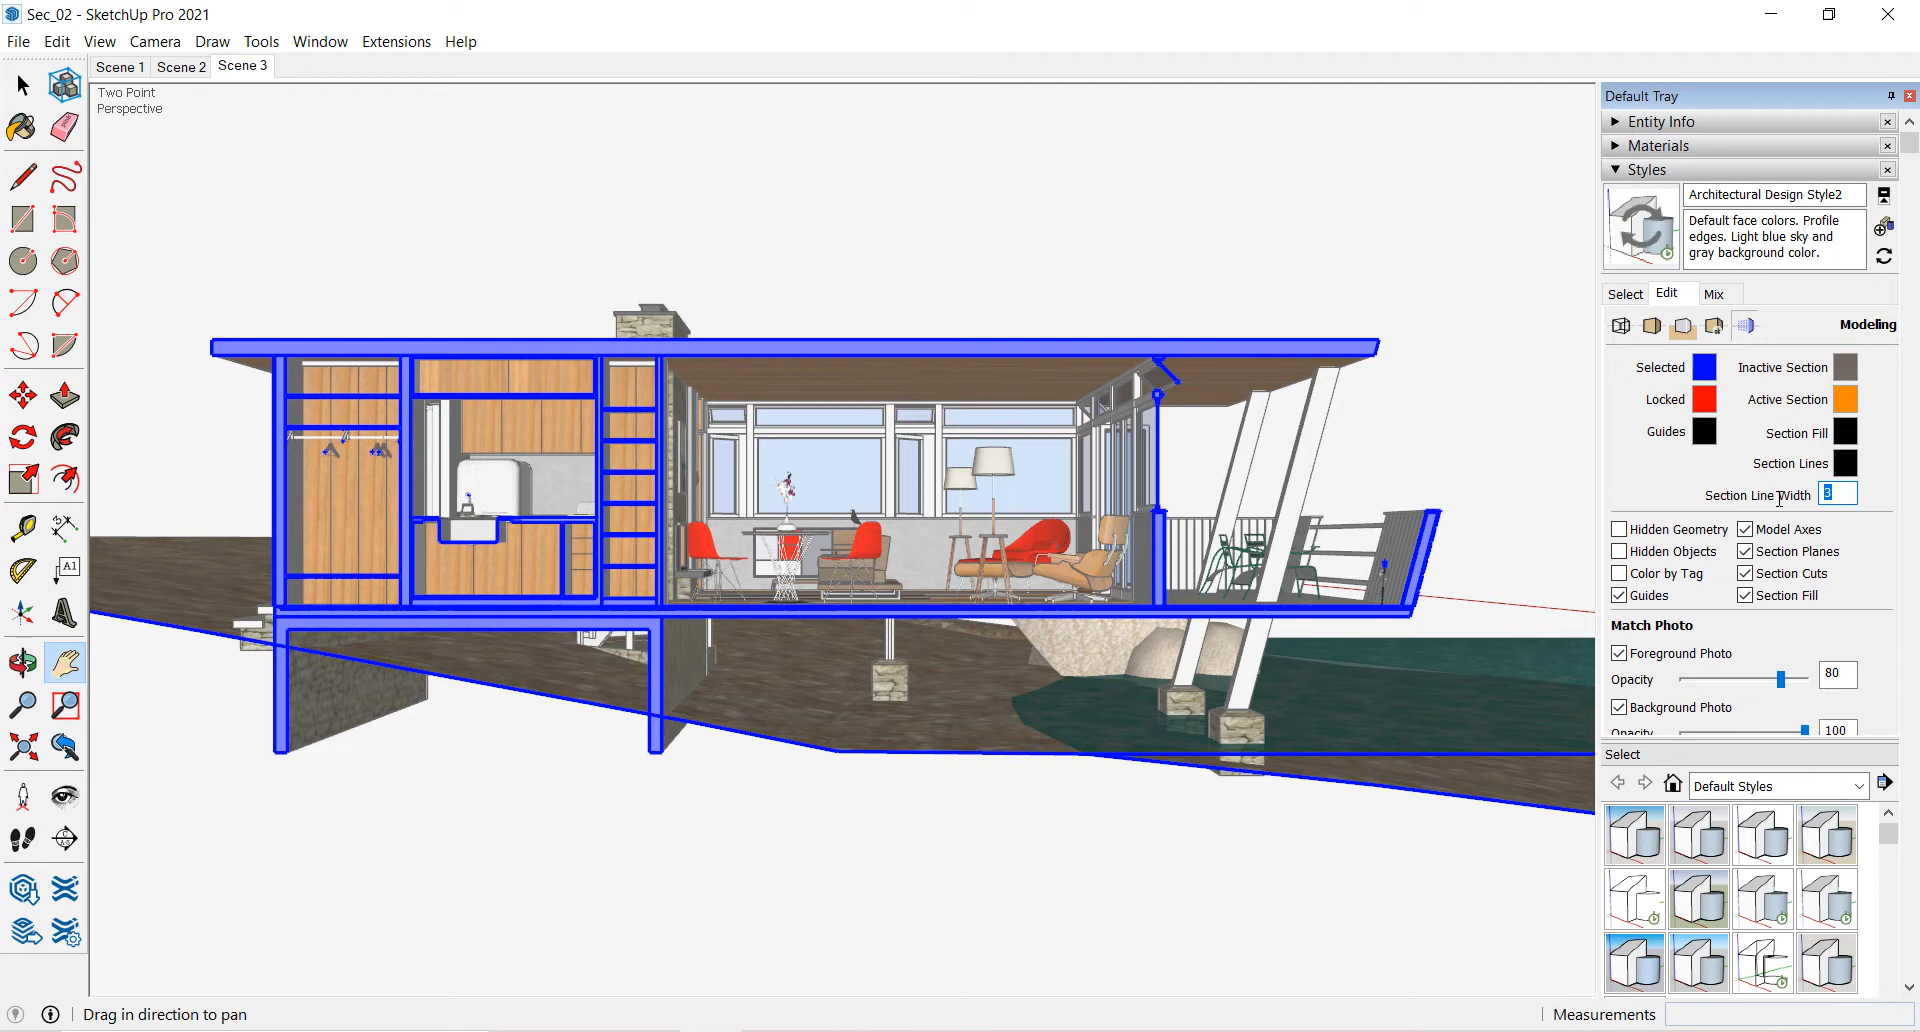 Sec_02 - SketchUp Pro 2021
File Edit View Camera Draw Tools Window Extensions Help
Scene 1 Scene 2 Scene 3
Two Point
Perspective
A1
Default Tray
Entity Info
Materials
Styles
Architectural Design Style2
Default face colors. Profile
edges. Light blue sky and
gray background color.
Select Edit Mix
Modeling
Selected Inactive Section
Locked Active Section
Guides Section Fill
Section Lines
Section Line Width 3
Hidden Geometry Model Axes
Hidden Objects Section Planes
Color by Tag Section Cuts
Guides Section Fill
Match Photo
Foreground Photo
Opacity 80
Background Photo
Opacity 100
Select
Default Styles
Drag in direction to pan
Measurements